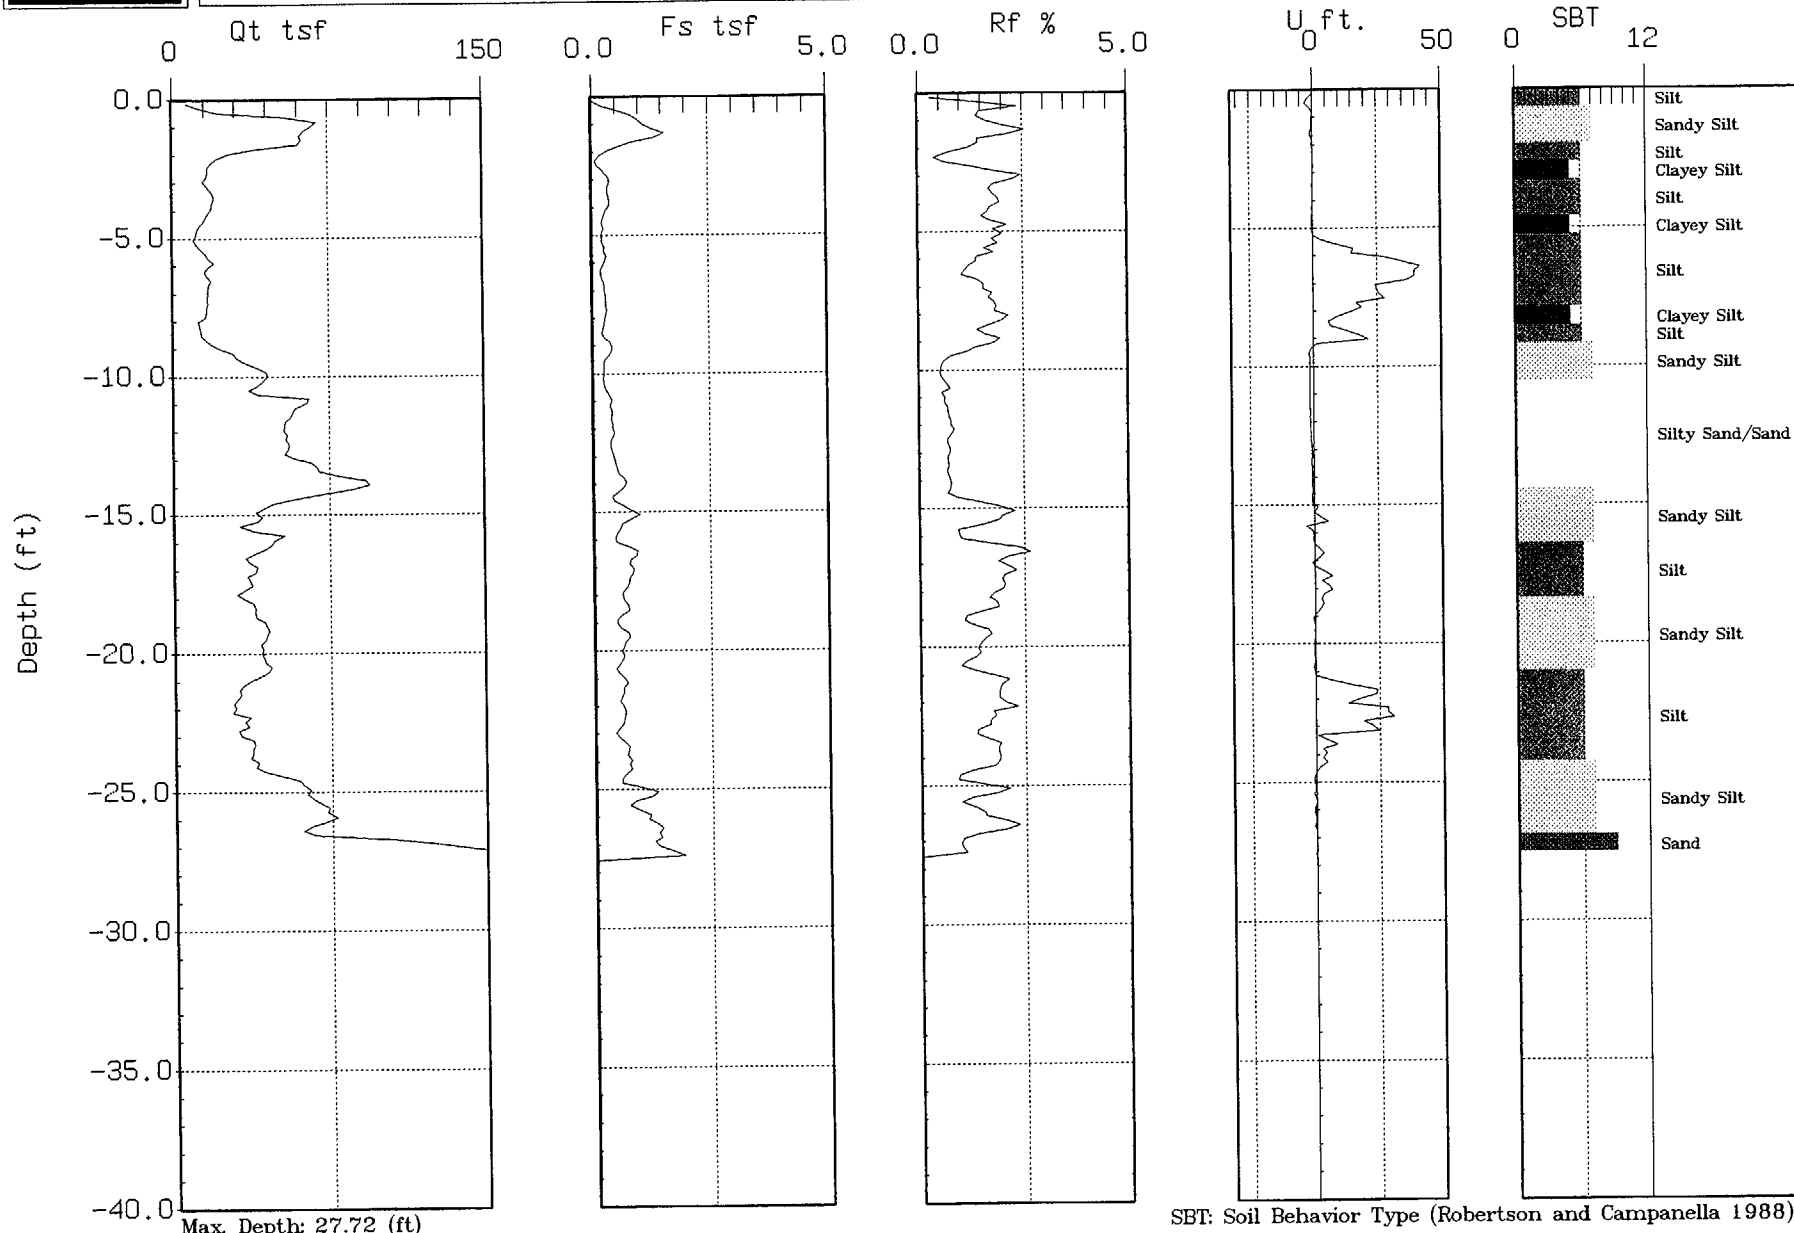 Qt tsf
0 150
Fs tsf
0.0 5.0
Rf %
0.0 5.0
U ft.
0 50
SBT
0 12
Depth (ft)
0.0
-5.0
-10.0
-15.0
-20.0
-25.0
-30.0
-35.0
-40.0
Silt
Sandy Silt
Silt
Clayey Silt
Silt
Clayey Silt
Silt
Clayey Silt
Silt
Sandy Silt
Silty Sand/Sand
Sandy Silt
Silt
Sandy Silt
Silt
Sandy Silt
Sand
Max. Depth: 27.72 (ft)
SBT: Soil Behavior Type (Robertson and Campanella 1988)